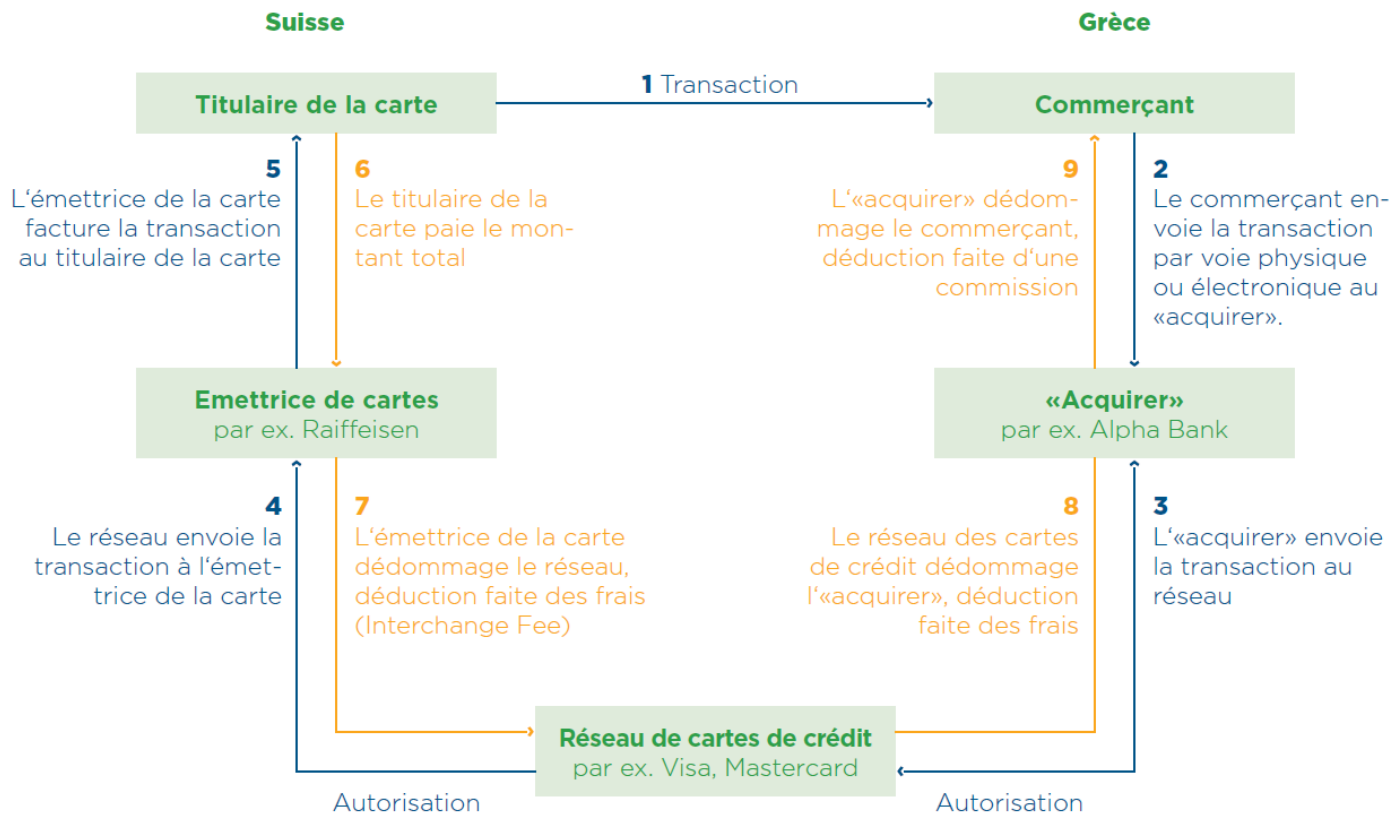 Suisse
Grèce
1 Transaction
Titulaire de la carte
Commerçant
5
L‘émettrice de la carte
facture la transaction
au titulaire de la carte
6
Le titulaire de la
carte paie le mon-
tant total
9
L‘«acquirer» dédom-
mage le commerçant,
déduction faite d‘une
commission
2
Le commerçant en-
voie la transaction
par voie physique
ou électronique au
«acquirer».
Emettrice de cartes
par ex. Raiffeisen
«Acquirer»
par ex. Alpha Bank
4
Le réseau envoie la
transaction à l‘émet-
trice de la carte
7
L‘émettrice de la carte
dédommage le réseau,
déduction faite des frais
(Interchange Fee)
8
Le réseau des cartes
de crédit dédommage
l‘«acquirer», déduction
faite des frais
3
L‘«acquirer» envoie
la transaction au
réseau
Réseau de cartes de crédit
par ex. Visa, Mastercard
Autorisation
Autorisation